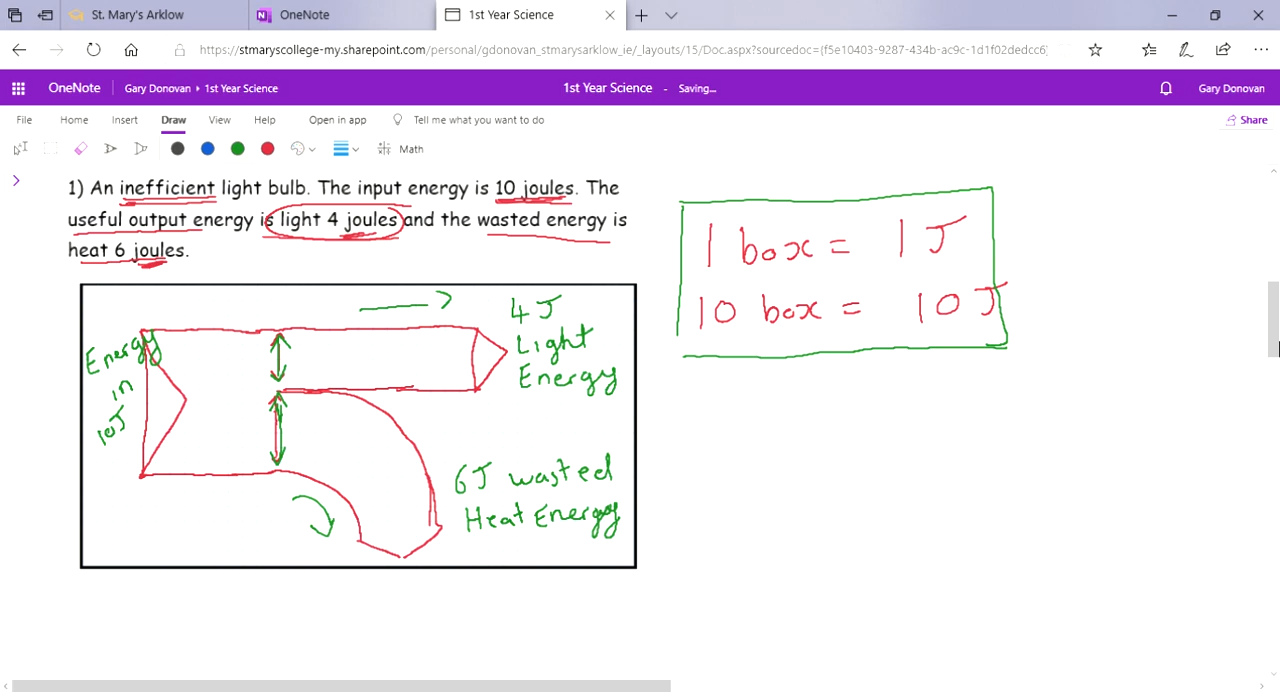 St. Mary's Arklow
OneNote
1st Year Science
https://stmaryscollege-my.sharepoint.com/personal/gdonovan_stmarysarklow_ie/_layouts/15/Doc.aspx?sourcedoc={f5e10403-9287-434b-ac9c-1d1f02dedcc6}
OneNote
Gary Donovan › 1st Year Science
1st Year Science - Saving...
Gary Donovan
File Home Insert Draw View Help Open in app Tell me what you want to do
Share
Math
1) An inefficient light bulb. The input energy is 10 joules. The
useful output energy is light 4 joules and the wasted energy is
heat 6 joules.
1 box = 1 J
10 box = 10 J
Energy
in
10J
4 J
Light
Energy
6J wasted
Heat Energy